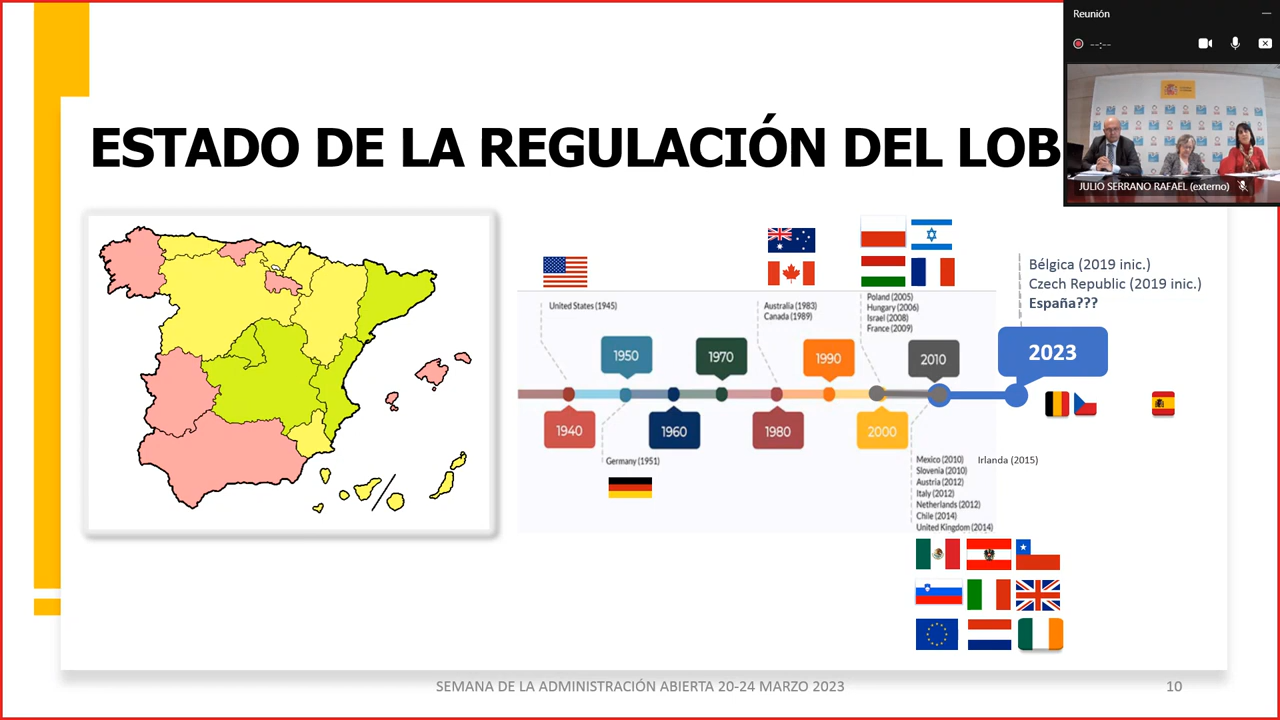 Reunión
--:--
JULIO SERRANO RAFAEL (externo)
ESTADO DE LA REGULACIÓN DEL LOB
Bélgica (2019 inic.)
Czech Republic (2019 inic.)
España???
United States (1945)
Australia (1983)
Canada (1989)
Poland (2005)
Hungary (2006)
Israel (2008)
France (2009)
1950
1970
1990
2010
2023
1940
1960
1980
2000
Germany (1951)
Mexico (2010)
Slovenia (2010)
Austria (2012)
Italy (2012)
Netherlands (2012)
Chile (2014)
United Kingdom (2014)
Irlanda (2015)
SEMANA DE LA ADMINISTRACIÓN ABIERTA 20-24 MARZO 2023
10